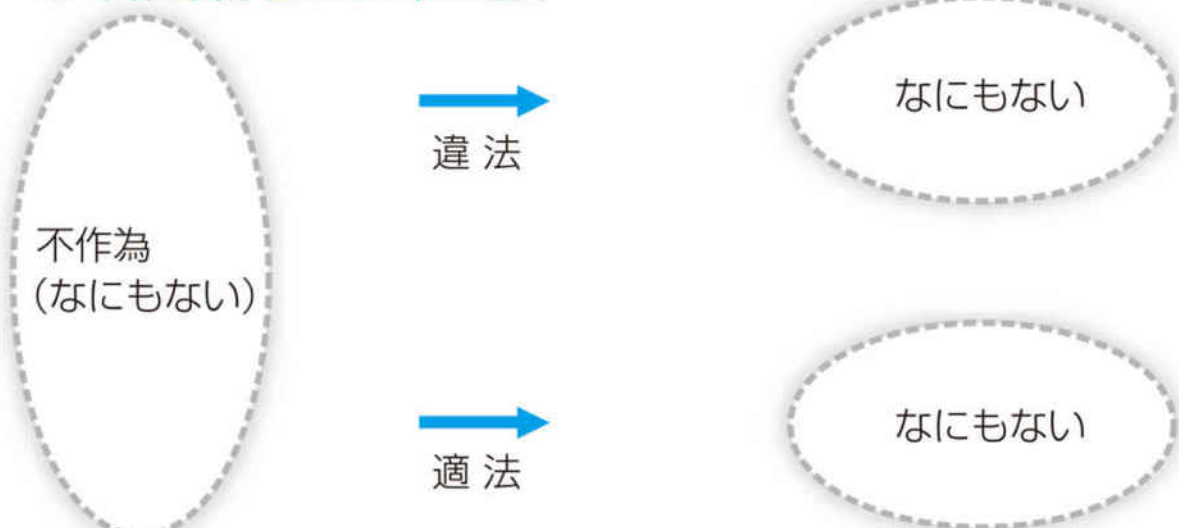 違法
なにもない
不作為
（なにもない）
適法
なにもない